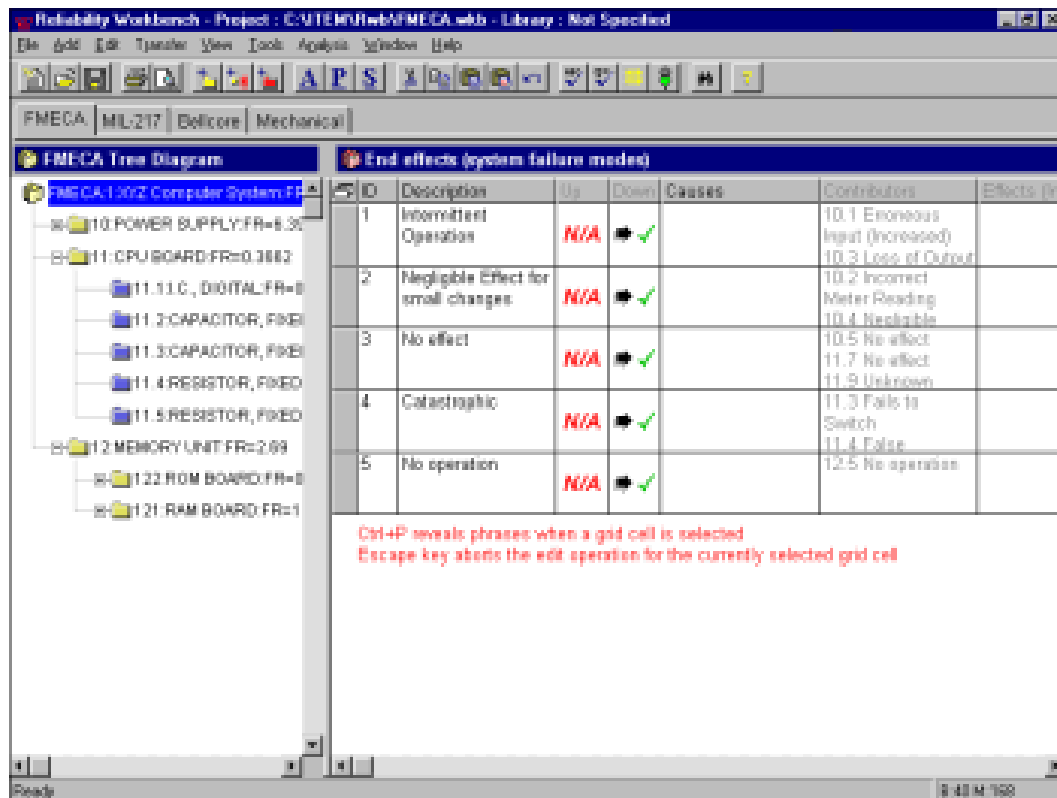 Reliability Workbench - Project : C:\ITEM\Rwb\FMECA.wkb - Library : Not Specified
File Add Edit Transfer View Tools Analysis Window Help
A P S
FMECA MIL-217 Bellcore Mechanical
FMECA Tree Diagram
FMECA:1:XYZ Computer System:FR
10:POWER SUPPLY:FR=6.39
11:CPU BOARD:FR=0.3662
11.1:I.C., DIGITAL:FR=0
11.2:CAPACITOR, FIXE
11.3:CAPACITOR, FIXE
11.4:RESISTOR, FIXED
11.5:RESISTOR, FIXED
12:MEMORY UNIT:FR=2.89
122:ROM BOARD:FR=0
121:RAM BOARD:FR=1
End effects (system failure modes)
ID Description Up Down Causes Contributors Effects (In
1 Intermittent Operation N/A 10.1 Erroneous Input (Increased) 10.3 Loss of Output
2 Negligible Effect for small changes N/A 10.2 Incorrect Meter Reading 10.4 Negligible
3 No effect N/A 10.5 No effect 11.7 No effect 11.9 Unknown
4 Catastrophic N/A 11.3 Fails to Switch 11.4 False
5 No operation N/A 12.5 No operation
Ctrl+P reveals phrases when a grid cell is selected
Escape key aborts the edit operation for the currently selected grid cell
Ready